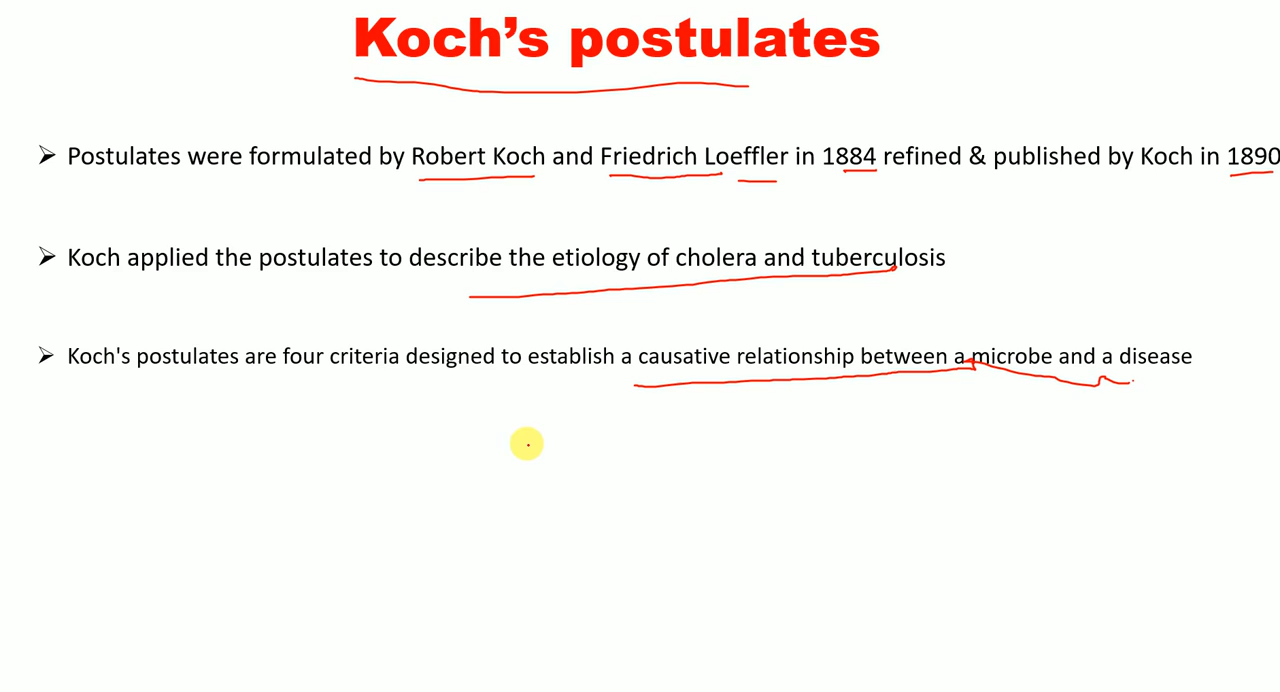 Koch’s postulates
➢ Postulates were formulated by Robert Koch and Friedrich Loeffler in 1884 refined & published by Koch in 1890
➢ Koch applied the postulates to describe the etiology of cholera and tuberculosis
➢ Koch's postulates are four criteria designed to establish a causative relationship between a microbe and a disease